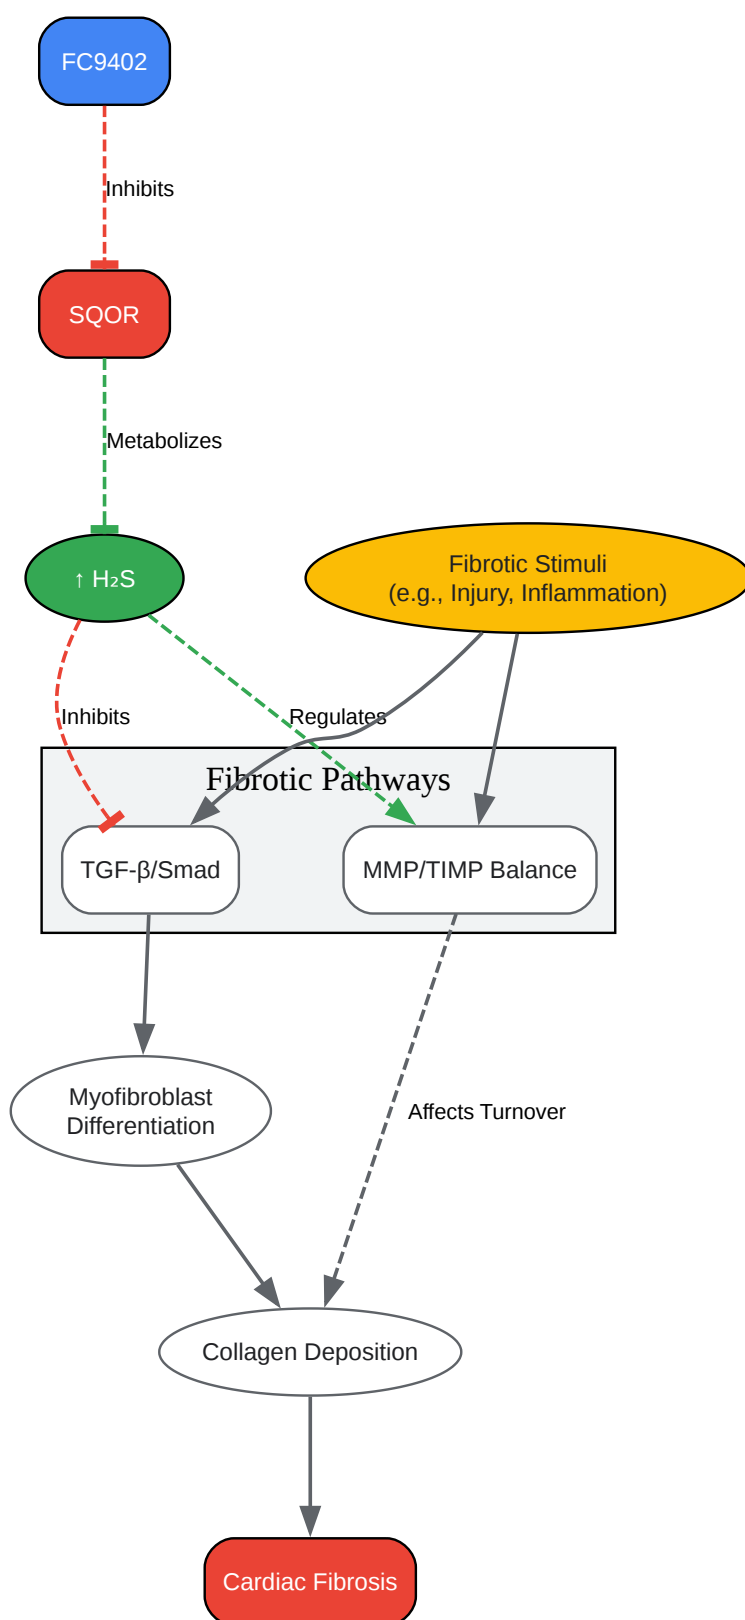 FC9402
Inhibits
SQOR
Metabolizes
↑ H₂S
Fibrotic Stimuli
(e.g., Injury, Inflammation)
Inhibits
Regulates
Fibrotic Pathways
TGF-β/Smad
MMP/TIMP Balance
Myofibroblast
Differentiation
Affects Turnover
Collagen Deposition
Cardiac Fibrosis